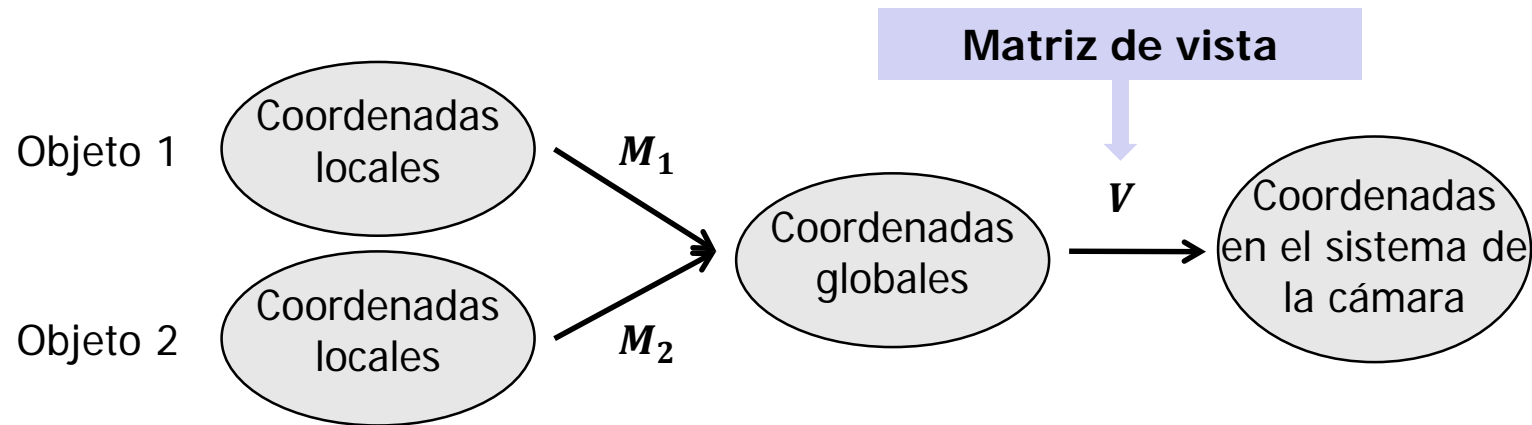 Matriz de vista
Objeto 1
Coordenadas
locales
M₁
Objeto 2
Coordenadas
locales
M₂
Coordenadas
globales
V
Coordenadas
en el sistema de
la cámara